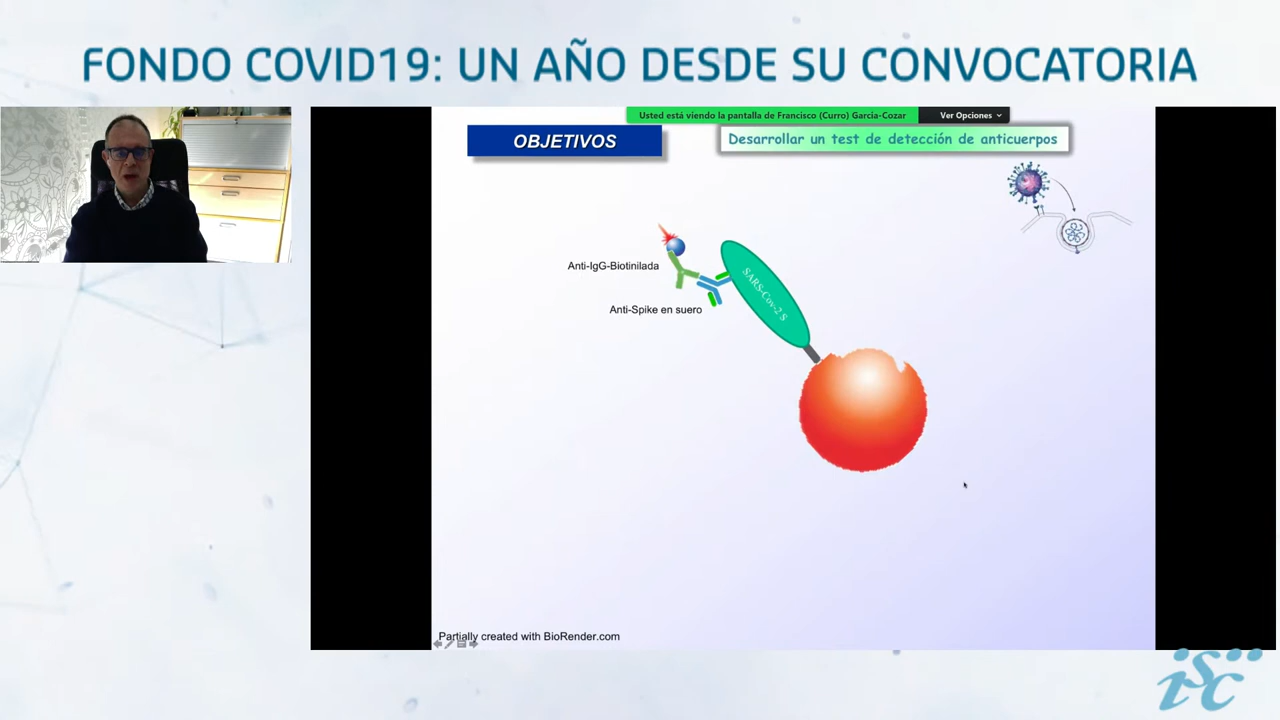 FONDO COVID19: UN AÑO DESDE SU CONVOCATORIA
Usted está viendo la pantalla de Francisco (Curro) Garcia-Cozar
Ver Opciones
OBJETIVOS
Desarrollar un test de detección de anticuerpos
Anti-IgG-Biotinilada
SARS-Cov-2 S
Anti-Spike en suero
Partially created with BioRender.com
isc